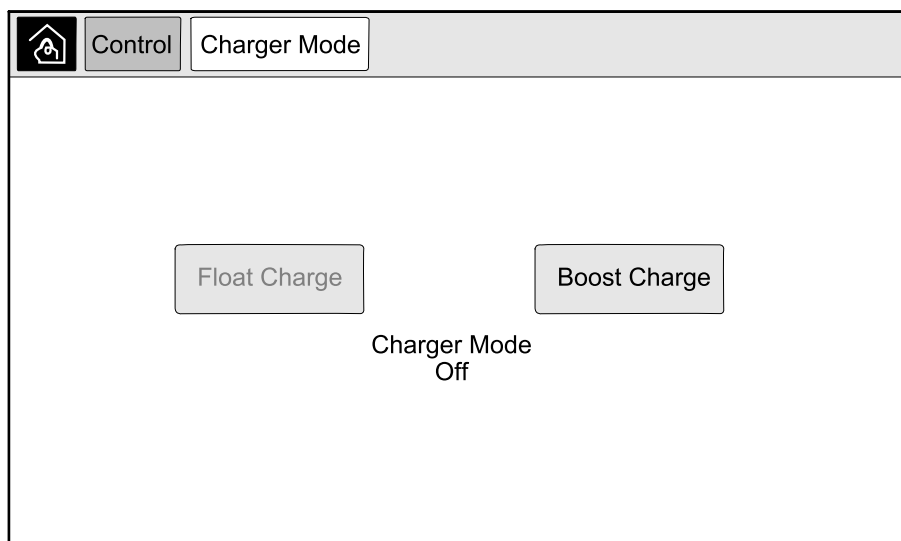 Control
Charger Mode
Float Charge
Boost Charge
Charger Mode
Off